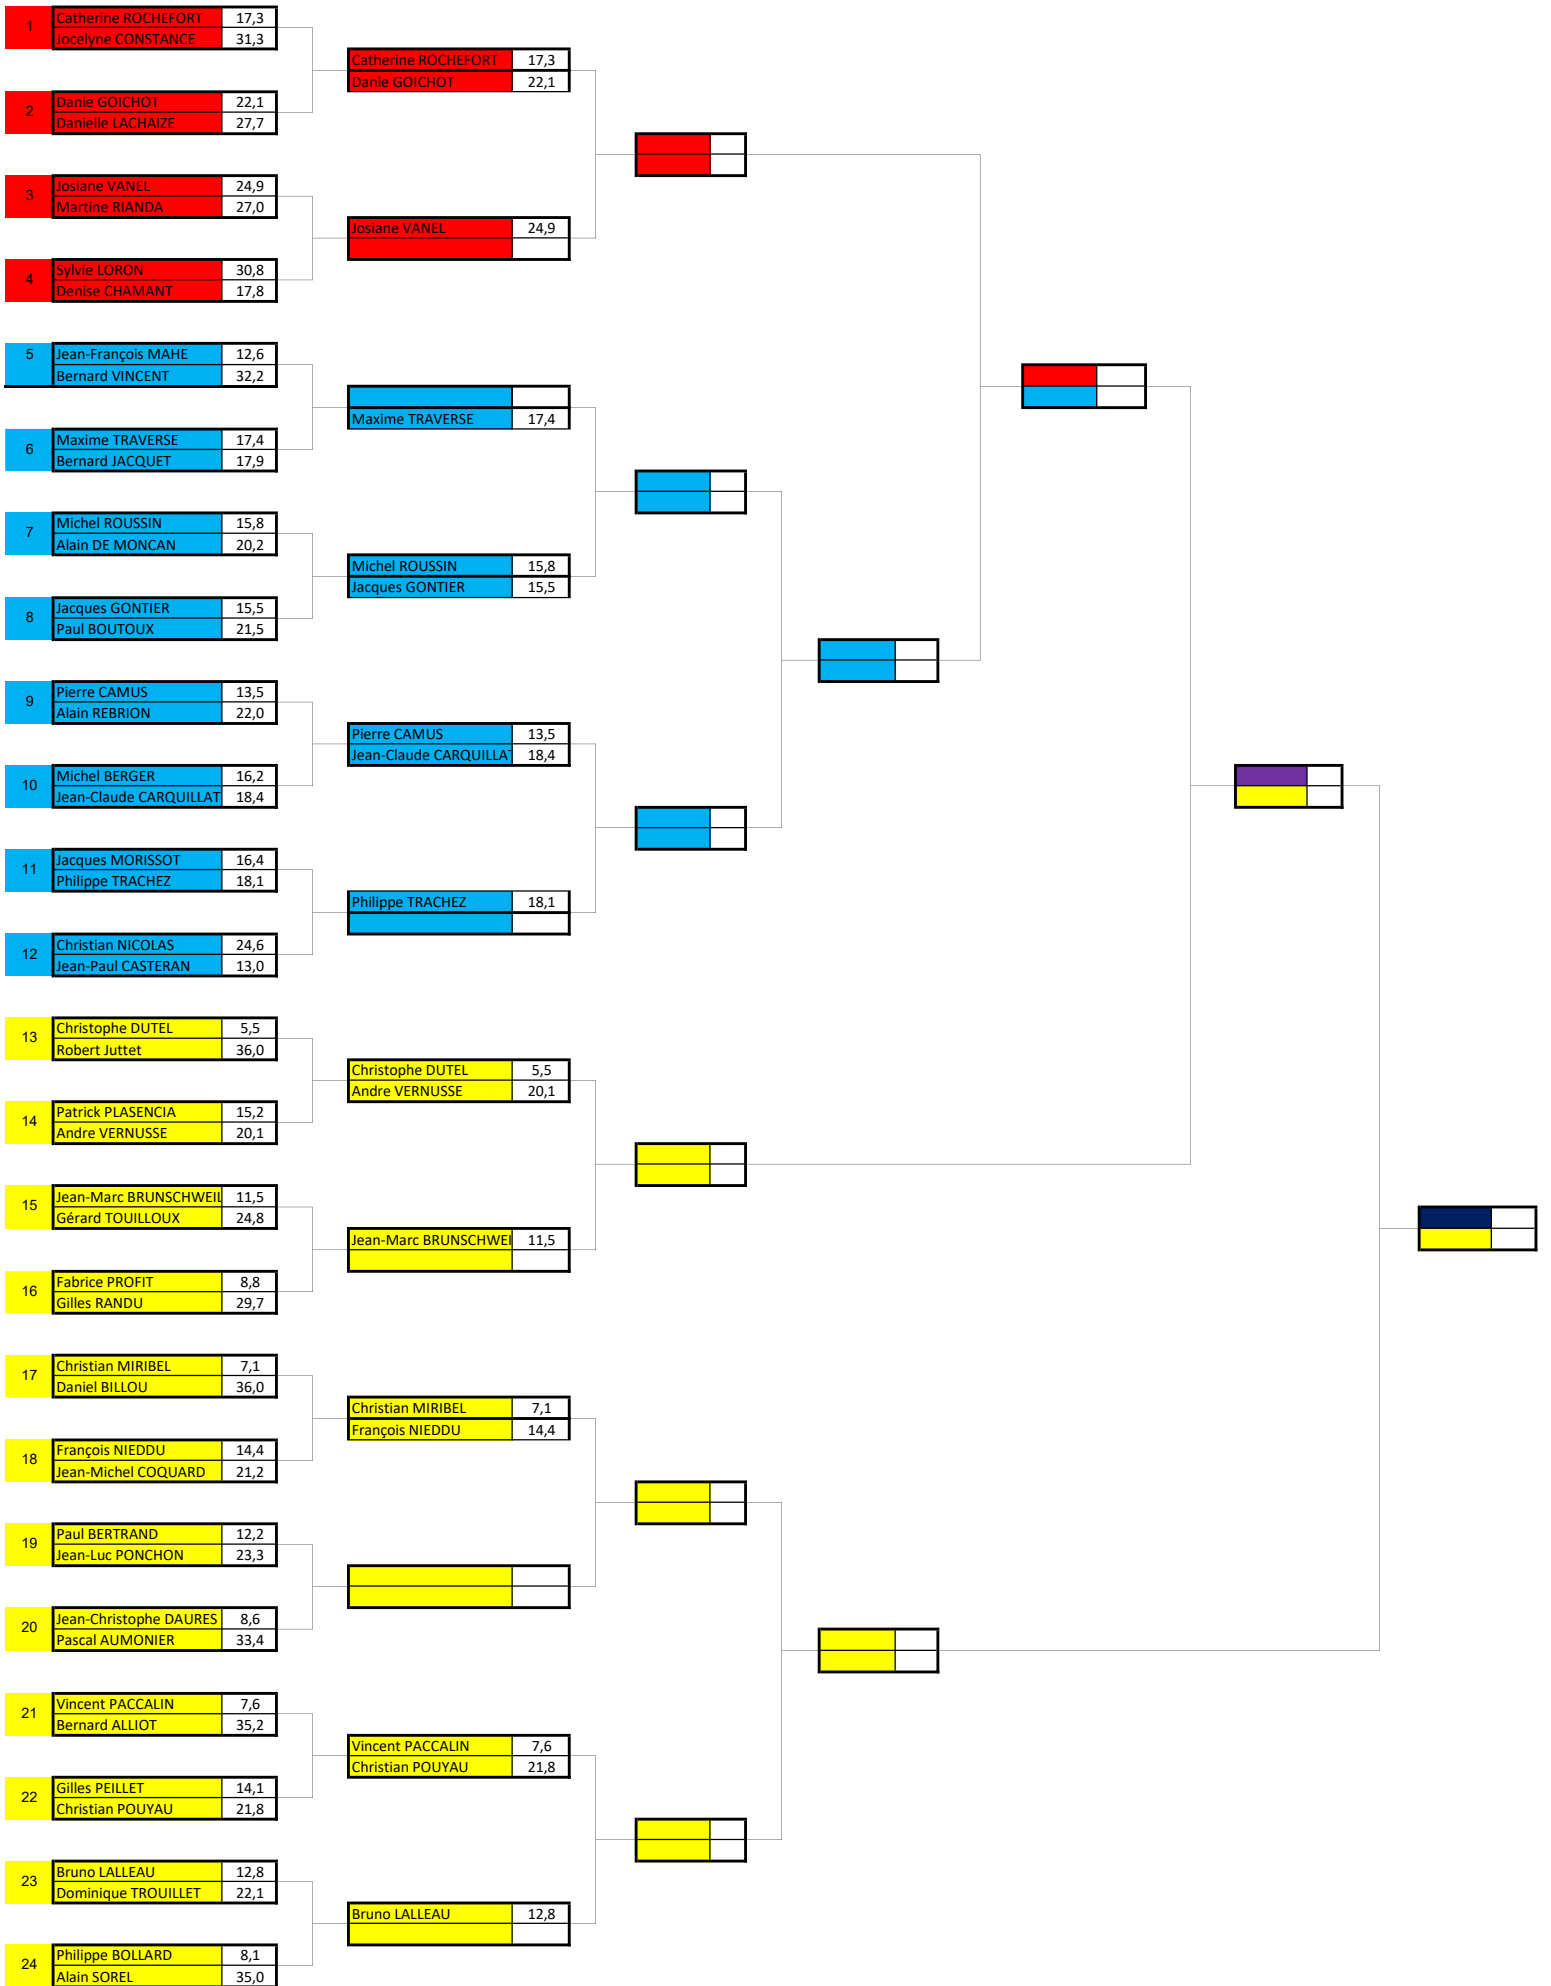 1 Catherine ROCHEFORT 17,3
Jocelyne CONSTANCE 31,3
Catherine ROCHEFORT 17,3
Danie GOICHOT 22,1
2 Danie GOICHOT 22,1
Danielle LACHAIZE 27,7
3 Josiane VANEL 24,9
Martine RIANDA 27,0
Josiane VANEL 24,9
4 Sylvie LORON 30,8
Denise CHAMANT 17,8
5 Jean-François MAHE 12,6
Bernard VINCENT 32,2
Maxime TRAVERSE 17,4
6 Maxime TRAVERSE 17,4
Bernard JACQUET 17,9
7 Michel ROUSSIN 15,8
Alain DE MONCAN 20,2
Michel ROUSSIN 15,8
Jacques GONTIER 15,5
8 Jacques GONTIER 15,5
Paul BOUTOUX 21,5
9 Pierre CAMUS 13,5
Alain REBRION 22,0
Pierre CAMUS 13,5
Jean-Claude CARQUILLAT 18,4
10 Michel BERGER 16,2
Jean-Claude CARQUILLAT 18,4
11 Jacques MORISSOT 16,4
Philippe TRACHEZ 18,1
Philippe TRACHEZ 18,1
12 Christian NICOLAS 24,6
Jean-Paul CASTERAN 13,0
13 Christophe DUTEL 5,5
Robert Juttet 36,0
Christophe DUTEL 5,5
Andre VERNUSSE 20,1
14 Patrick PLASENCIA 15,2
Andre VERNUSSE 20,1
15 Jean-Marc BRUNSCHWEIL 11,5
Gérard TOUILLOUX 24,8
Jean-Marc BRUNSCHWEI 11,5
16 Fabrice PROFIT 8,8
Gilles RANDU 29,7
17 Christian MIRIBEL 7,1
Daniel BILLOU 36,0
Christian MIRIBEL 7,1
François NIEDDU 14,4
18 François NIEDDU 14,4
Jean-Michel COQUARD 21,2
19 Paul BERTRAND 12,2
Jean-Luc PONCHON 23,3
20 Jean-Christophe DAURES 8,6
Pascal AUMONIER 33,4
21 Vincent PACCALIN 7,6
Bernard ALLIOT 35,2
Vincent PACCALIN 7,6
Christian POUYAU 21,8
22 Gilles PEILLET 14,1
Christian POUYAU 21,8
23 Bruno LALLEAU 12,8
Dominique TROUILLET 22,1
Bruno LALLEAU 12,8
24 Philippe BOLLARD 8,1
Alain SOREL 35,0